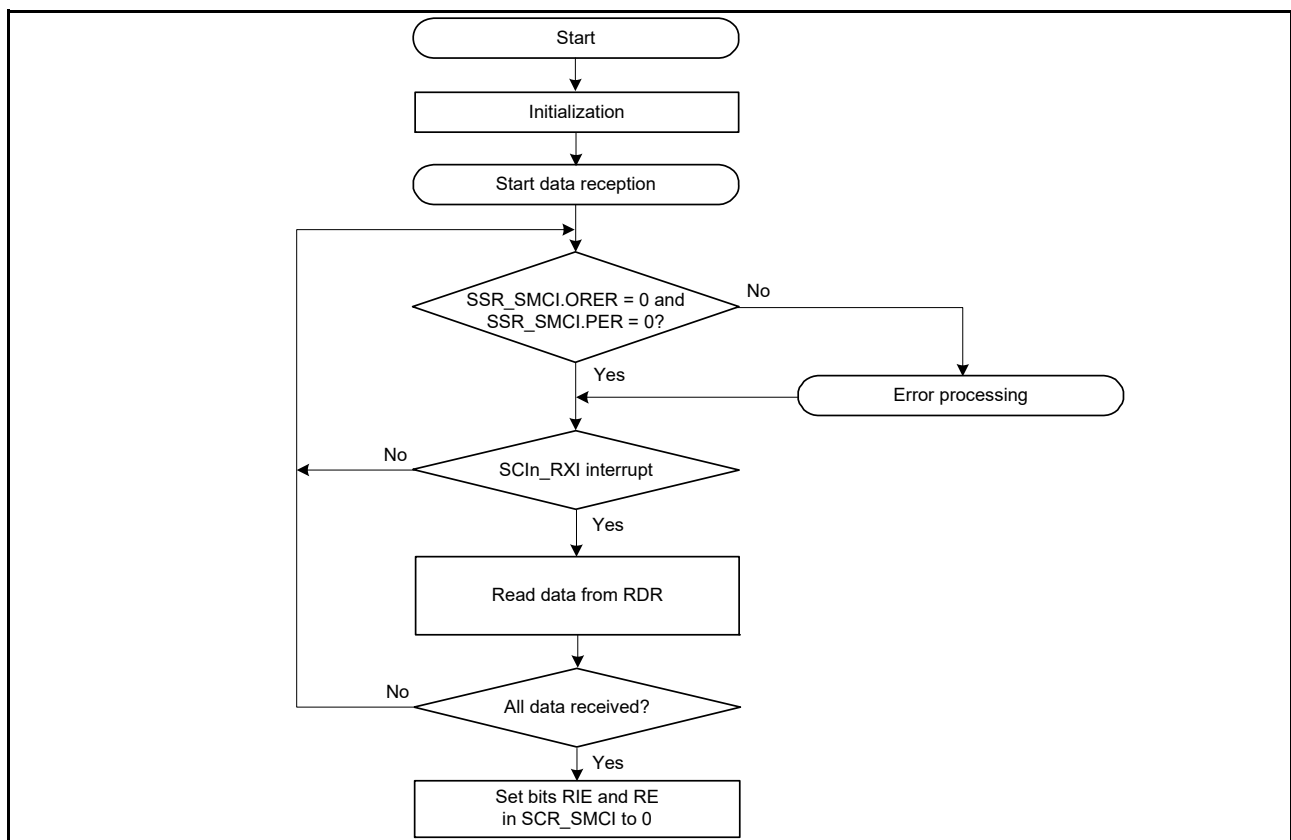 Start
Initialization
Start data reception
SSR_SMCI.ORER = 0 and
SSR_SMCI.PER = 0?
No
Yes
Error processing
No
SCIn_RXI interrupt
Yes
Read data from RDR
No
All data received?
Yes
Set bits RIE and RE
in SCR_SMCI to 0